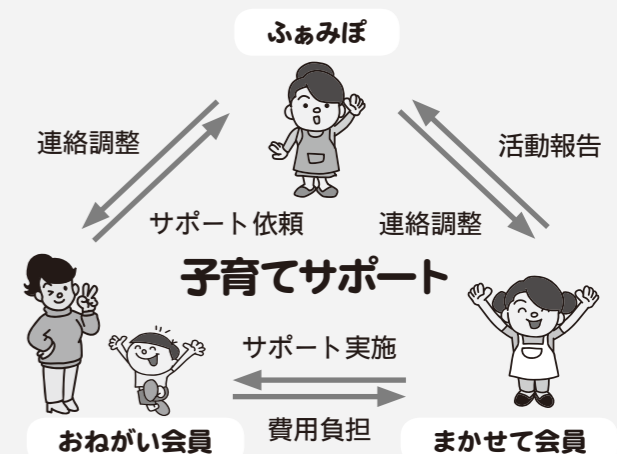 ふぁみぽ
連絡調整
活動報告
サポート依頼
連絡調整
子育てサポート
サポート実施
費用負担
おねがい会員
まかせて会員